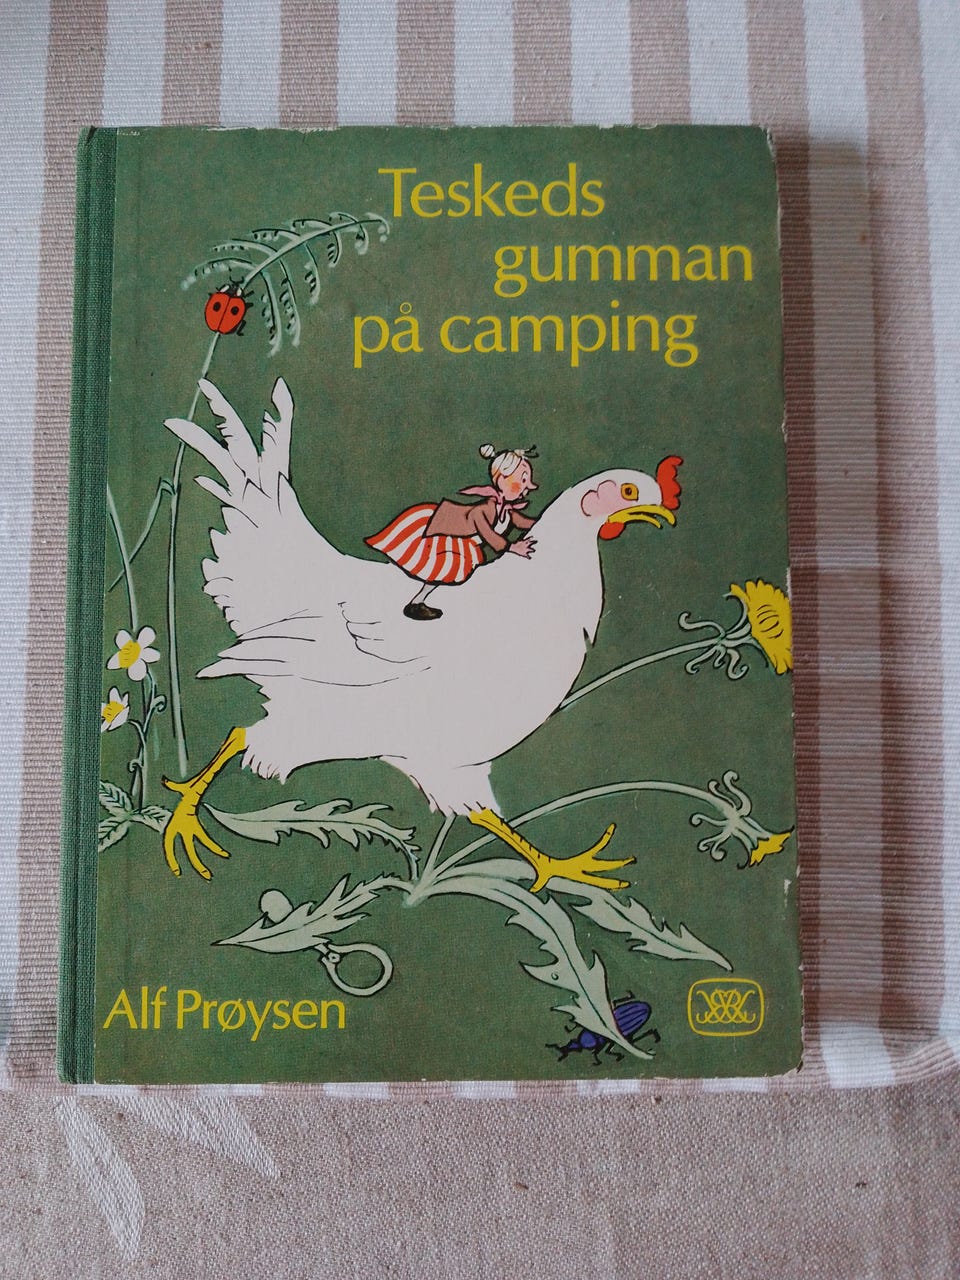 Teskeds
gumman
på camping
Alf Prøysen